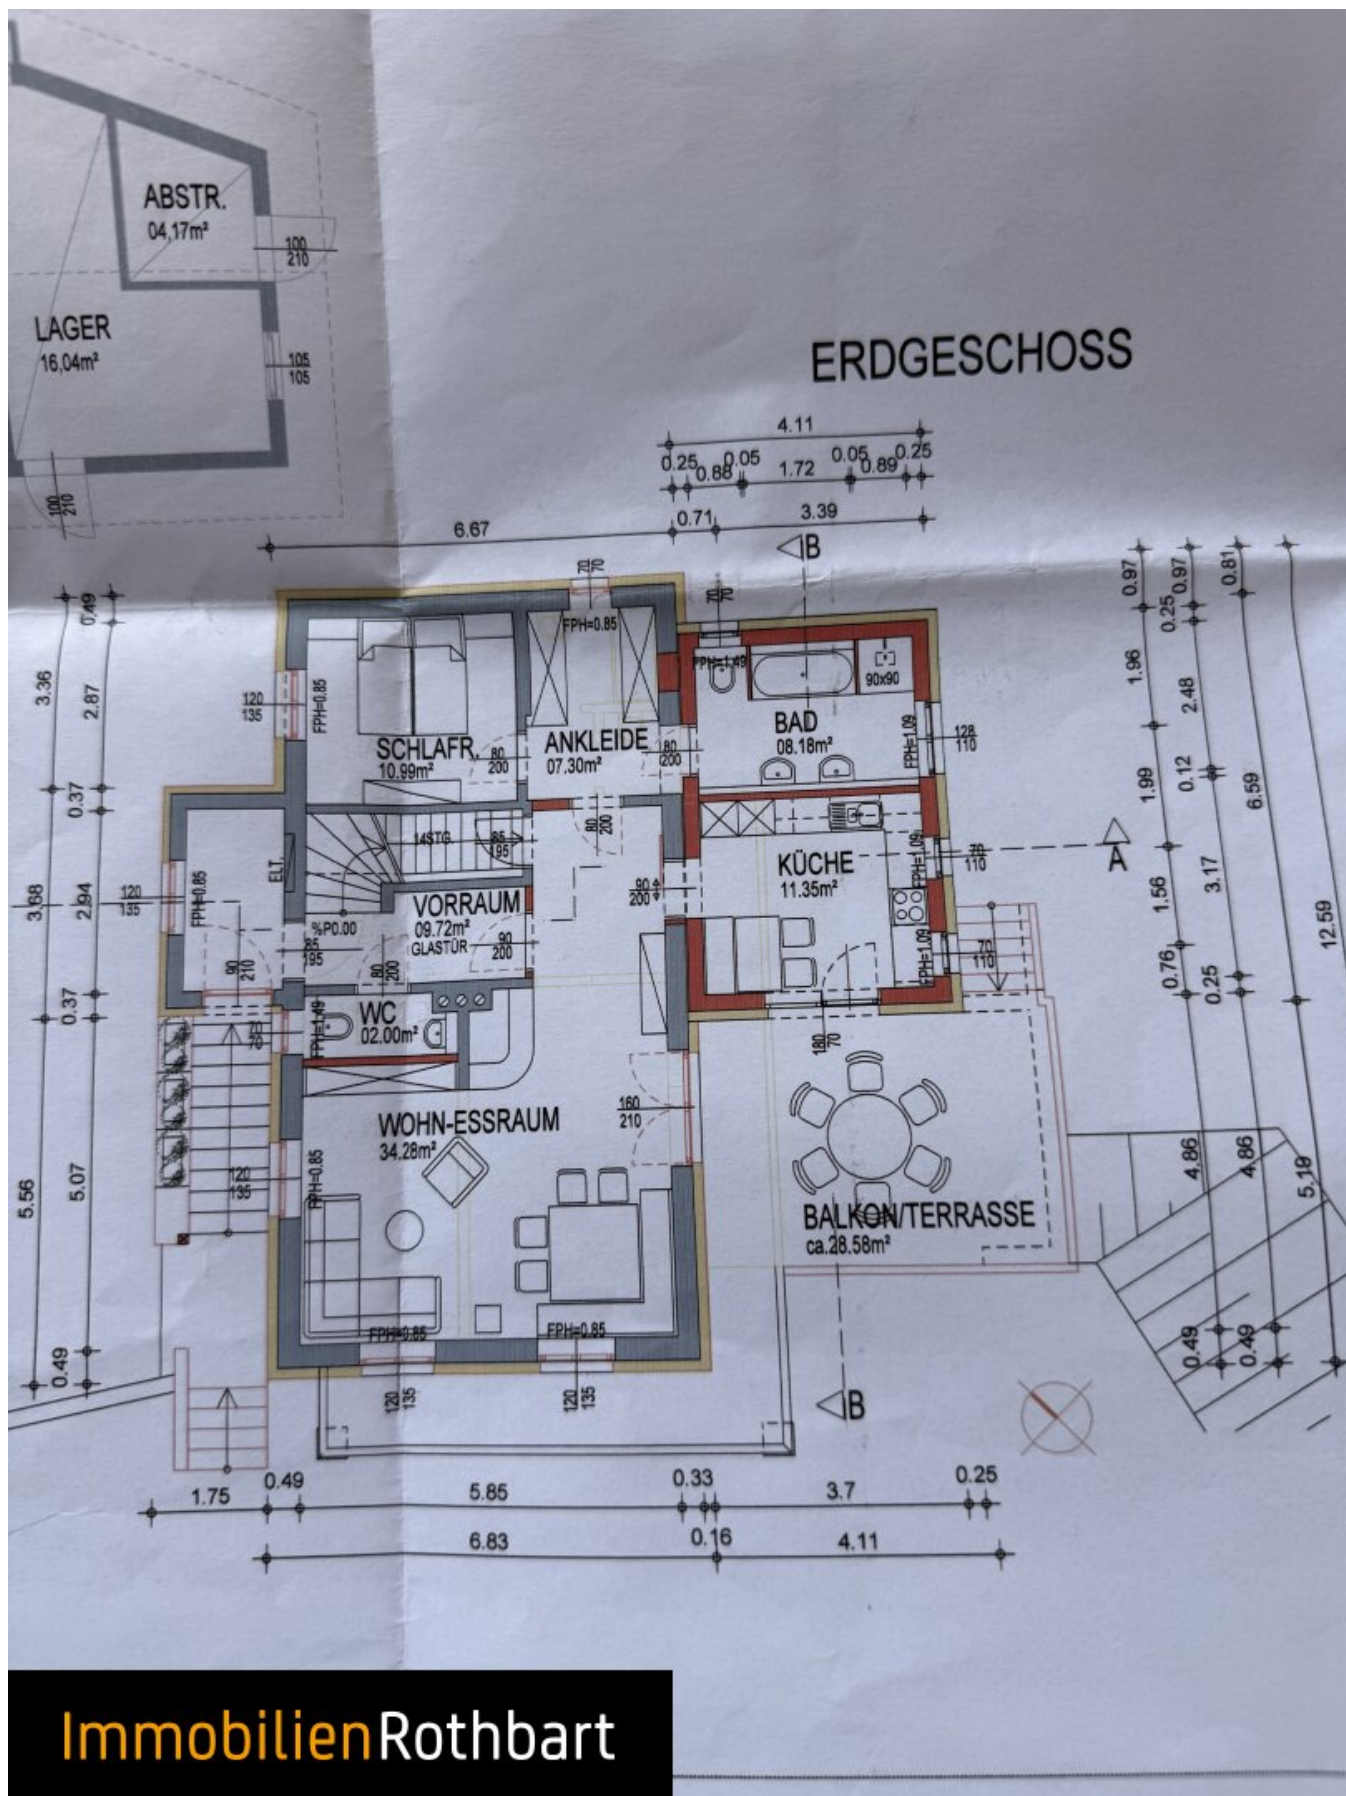 ABSTR.
04,17m²
100
210
LAGER
16,04m²
105
105
100
210
ERDGESCHOSS
4.11
0.25 0.88 0.05 1.72 0.05 0.89 0.25
6.67 0.71 3.39
B
70
70
70
70
FPH=0.85
FPH=1.49
90x90
0.49
3.36
2.87
0.37
3.68
2.94
0.37
5.56
5.07
0.49
120
135
FPH=0.85
SCHLAFR.
10.99m²
80
200
ANKLEIDE
07.30m²
80
200
BAD
08.18m²
FPH=1.09
128
110
14STG.
85
195
80
200
ELT.
120
135
FPH=0.85
KÜCHE
11.35m²
FPH=1.09
70
110
A
90
200
VORRAUM
09.72m²
GLASTÜR
90
200
%P0.00
85
195
80
200
90
210
FPH=1.09
70
110
WC
02.00m²
FPH=1.49
70
70
180
70
160
210
WOHN-ESSRAUM
34.28m²
120
135
FPH=0.85
BALKON/TERRASSE
ca.28.58m²
FPH=0.85
FPH=0.85
120
135
120
135
B
0.97
0.97
0.81
0.25
1.96
2.48
1.99
0.12
6.59
1.56
3.17
12.59
0.76
0.25
4.86
4.86
5.19
0.49
0.49
1.75 0.49 5.85 0.33 3.7 0.25
6.83 0.16 4.11
ImmobilienRothbart